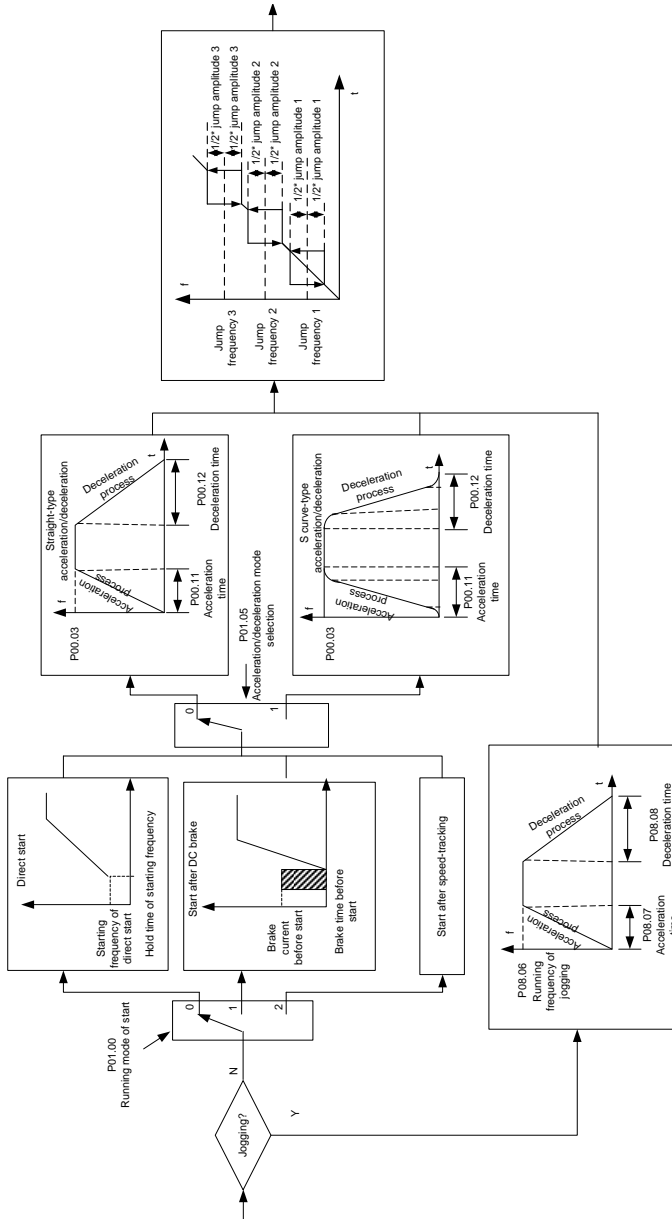 Jogging?
N
Y
P01.00
Running mode of start
0
1
2
Direct start
Starting
frequency of
direct start
Hold time of starting frequency
Start after DC brake
Brake
current
before start
Brake time before
start
Start after speed-tracking
P01.05
Acceleration/deceleration mode
selection
0
1
Straight-type
acceleration/deceleration
f
P00.03
Acceleration
process
Deceleration
process
t
P00.11
Acceleration
time
P00.12
Deceleration time
S curve-type
acceleration/deceleration
f
P00.03
Acceleration
process
Deceleration
process
t
P00.11
Acceleration
time
P00.12
Deceleration time
f
P08.06
Running
frequency of
jogging
Acceleration
process
Deceleration
process
t
P08.07
Acceleration
P08.08
Deceleration time
f
Jump
frequency 3
Jump
frequency 2
Jump
frequency 1
1/2* jump amplitude 3
1/2* jump amplitude 3
1/2* jump amplitude 2
1/2* jump amplitude 2
1/2* jump amplitude 1
1/2* jump amplitude 1
t